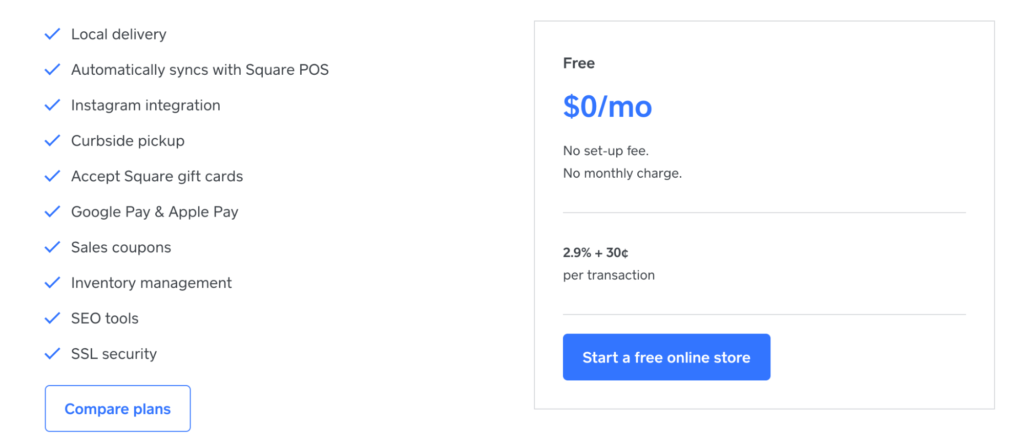 Local delivery
Automatically syncs with Square POS
Instagram integration
Curbside pickup
Accept Square gift cards
Google Pay & Apple Pay
Sales coupons
Inventory management
SEO tools
SSL security
Compare plans
Free
$0/mo
No set-up fee.
No monthly charge.
2.9% + 30¢
per transaction
Start a free online store